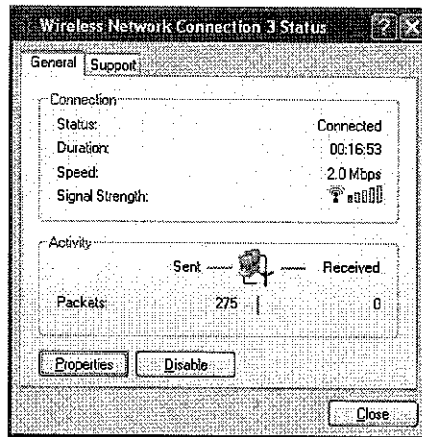 Wireless Network Connection 3 Status
General Support
Connection
Status: Connected
Duration: 00:16:53
Speed: 2.0 Mbps
Signal Strength:
Activity
Sent Received
Packets: 275 0
Properties Disable
Close